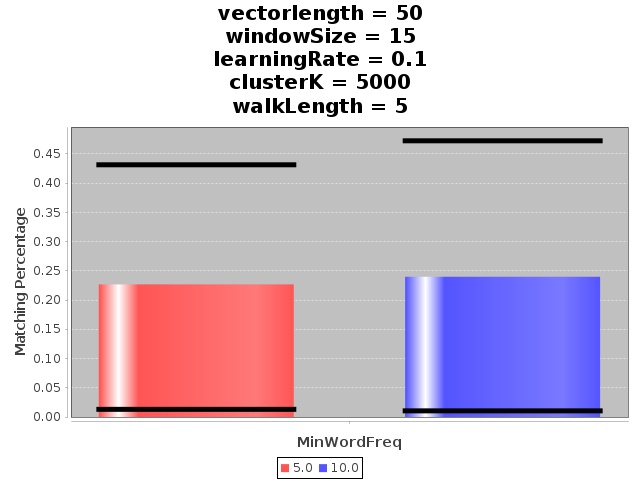 vectorlength = 50
windowSize = 15
learningRate = 0.1
clusterK = 5000
walkLength = 5
Matching Percentage
0.45
0.40
0.35
0.30
0.25
0.20
0.15
0.10
0.05
0.00
MinWordFreq
5.0 10.0